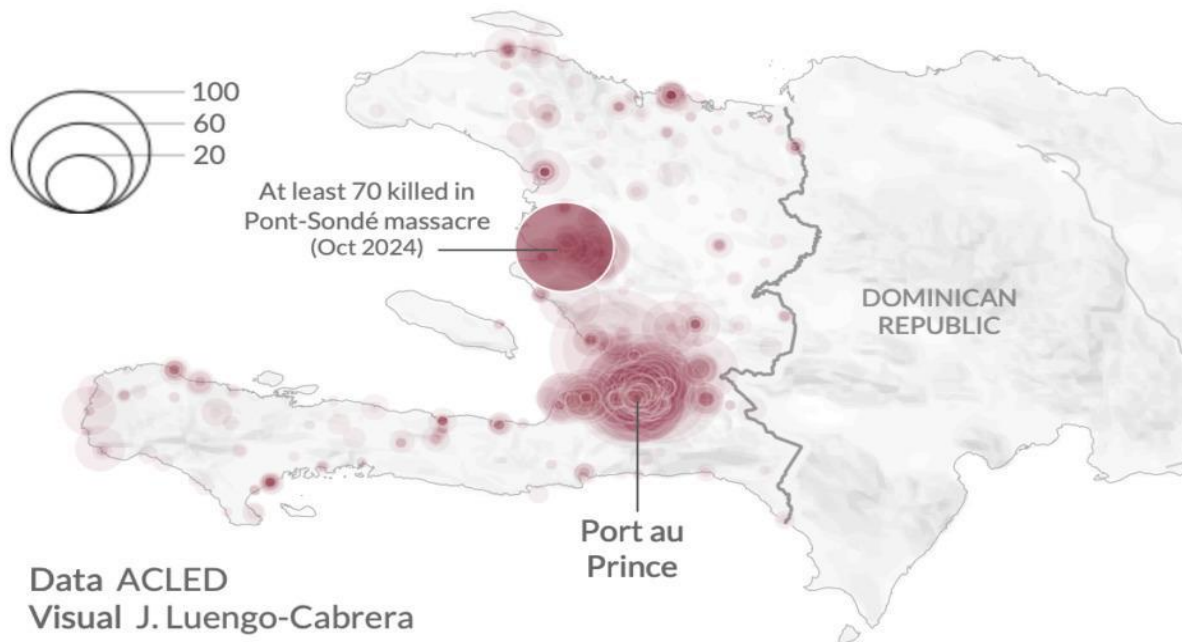 100
60
20
At least 70 killed in
Pont-Sondé massacre
(Oct 2024)
DOMINICAN
REPUBLIC
Port au
Prince
Data ACLED
Visual J. Luengo-Cabrera